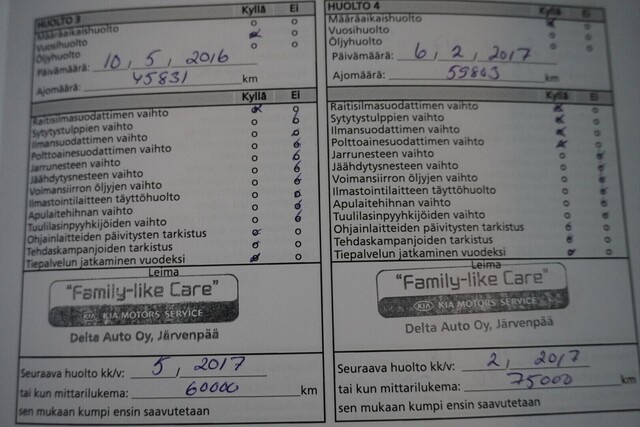 HUOLTO 3 Kyllä Ei
Määräaikaishuolto
Vuosihuolto
Öljyhuolto
Päivämäärä: 10, 5, 2016
Ajomäärä: 45831 km
Kyllä Ei
Raitisilmasuodattimen vaihto
Sytytystulppien vaihto
Ilmansuodattimen vaihto
Polttoainesuodattimen vaihto
Jarrunesteen vaihto
Jäähdytysnesteen vaihto
Voimansiirron öljyjen vaihto
Ilmastointilaitteen täyttöhuolto
Apulaitehihnan vaihto
Tuulilasinpyyhkijöiden vaihto
Ohjainlaitteiden päivitysten tarkistus
Tehdaskampanjoiden tarkistus
Tiepalvelun jatkaminen vuodeksi
Leima
"Family-like Care"
KIA KIA MOTORS SERVICE
Delta Auto Oy, Järvenpää
Seuraava huolto kk/v: 5, 2017
tai kun mittarilukema: 60000 km
sen mukaan kumpi ensin saavutetaan
HUOLTO 4 Kyllä Ei
Määräaikaishuolto
Vuosihuolto
Öljyhuolto
Päivämäärä: 6, 2, 2017
Ajomäärä: 59803 km
Kyllä Ei
Raitisilmasuodattimen vaihto
Sytytystulppien vaihto
Ilmansuodattimen vaihto
Polttoainesuodattimen vaihto
Jarrunesteen vaihto
Jäähdytysnesteen vaihto
Voimansiirron öljyjen vaihto
Ilmastointilaitteen täyttöhuolto
Apulaitehihnan vaihto
Tuulilasinpyyhkijöiden vaihto
Ohjainlaitteiden päivitysten tarkistus
Tehdaskampanjoiden tarkistus
Tiepalvelun jatkaminen vuodeksi
Leima
"Family-like Care"
KIA KIA MOTORS SERVICE
Delta Auto Oy, Järvenpää
Seuraava huolto kk/v: 2, 2017
tai kun mittarilukema: 75000 km
sen mukaan kumpi ensin saavutetaan